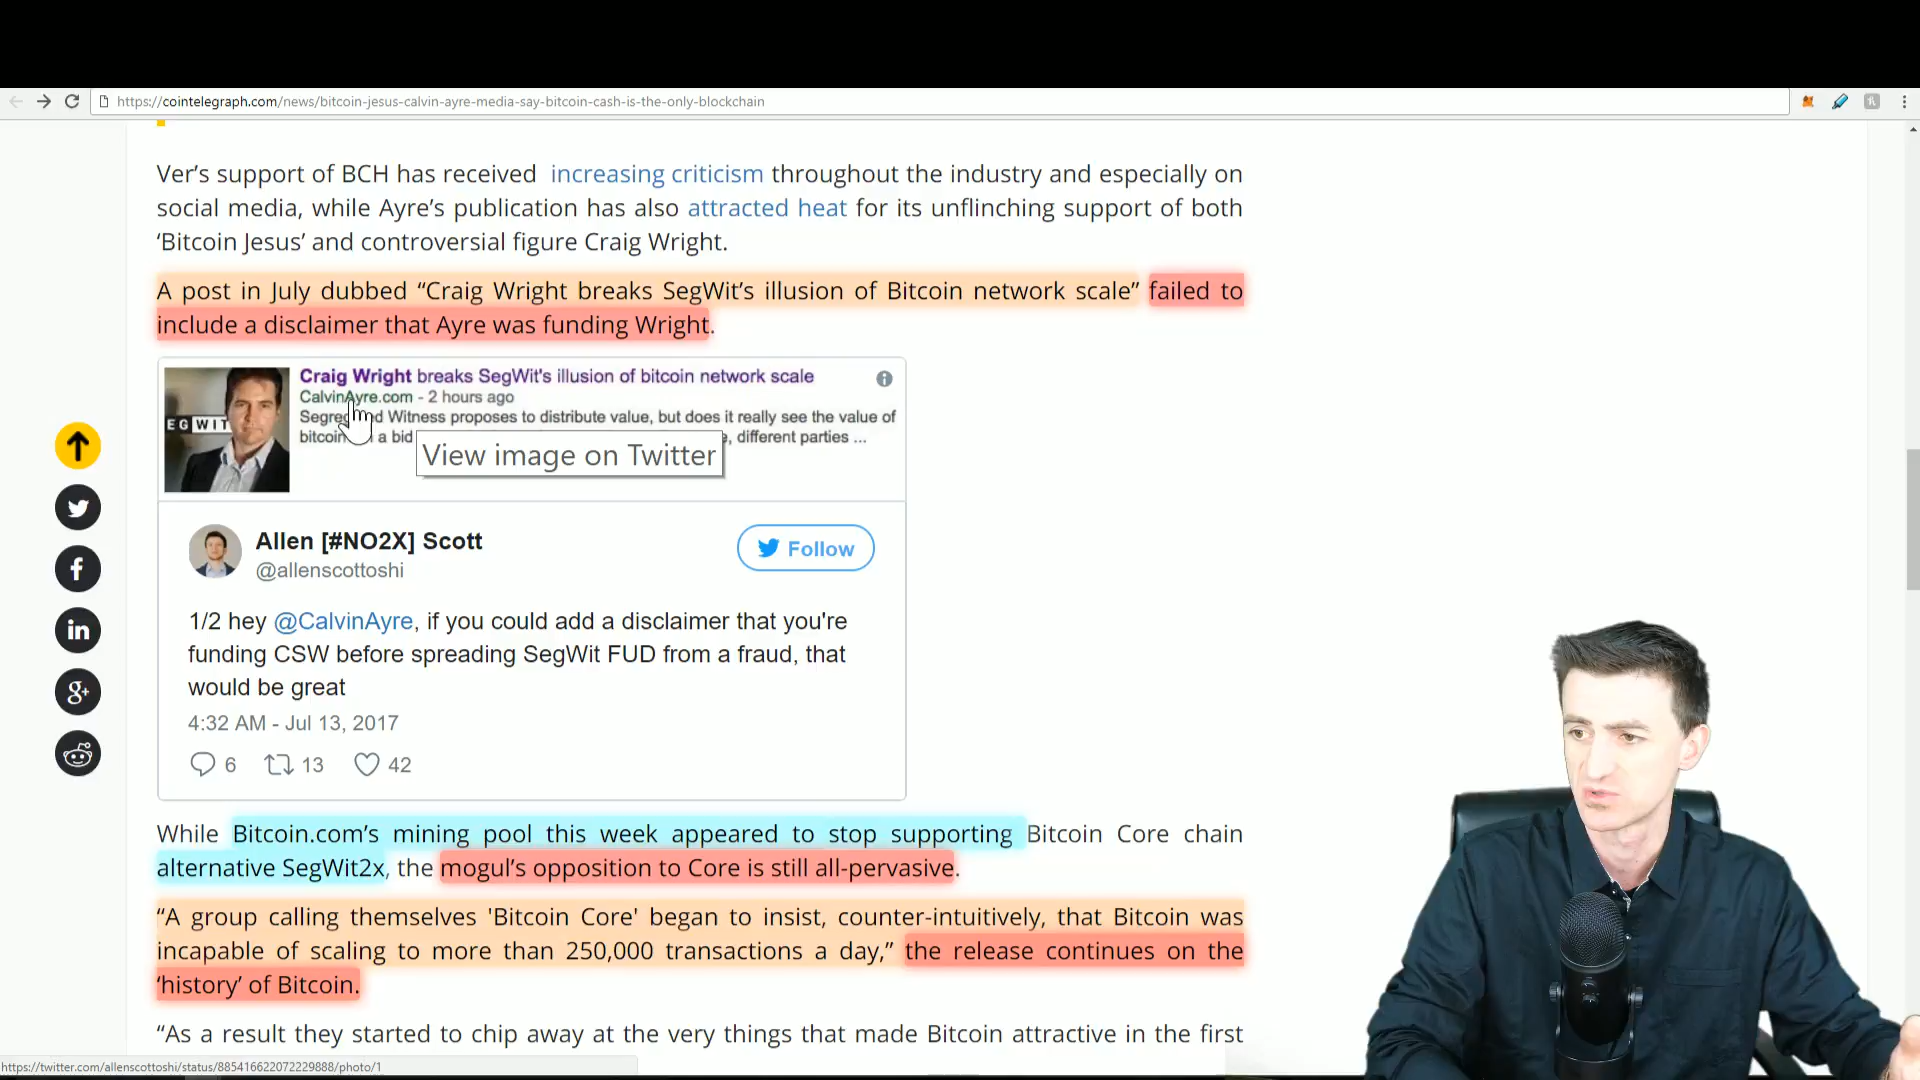 https://cointelegraph.com/news/bitcoin-jesus-calvin-ayre-media-say-bitcoin-cash-is-the-only-blockchain
Ver’s support of BCH has received increasing criticism throughout the industry and especially on
social media, while Ayre’s publication has also attracted heat for its unflinching support of both
‘Bitcoin Jesus’ and controversial figure Craig Wright.
A post in July dubbed “Craig Wright breaks SegWit’s illusion of Bitcoin network scale” failed to
include a disclaimer that Ayre was funding Wright.
EGWIT
Craig Wright breaks SegWit's illusion of bitcoin network scale
CalvinAyre.com - 2 hours ago
Witness proposes to distribute value, but does it really see the value of
bitcoin a bid , different parties ...
View image on Twitter
Allen [#NO2X] Scott
@allenscottoshi
Follow
1/2 hey @CalvinAyre, if you could add a disclaimer that you're
funding CSW before spreading SegWit FUD from a fraud, that
would be great
4:32 AM - Jul 13, 2017
6 13 42
While Bitcoin.com’s mining pool this week appeared to stop supporting Bitcoin Core chain
alternative SegWit2x, the mogul’s opposition to Core is still all-pervasive.
“A group calling themselves 'Bitcoin Core' began to insist, counter-intuitively, that Bitcoin was
incapable of scaling to more than 250,000 transactions a day,” the release continues on the
‘history’ of Bitcoin.
“As a result they started to chip away at the very things that made Bitcoin attractive in the first
https://twitter.com/allenscottoshi/status/885416622072229888/photo/1